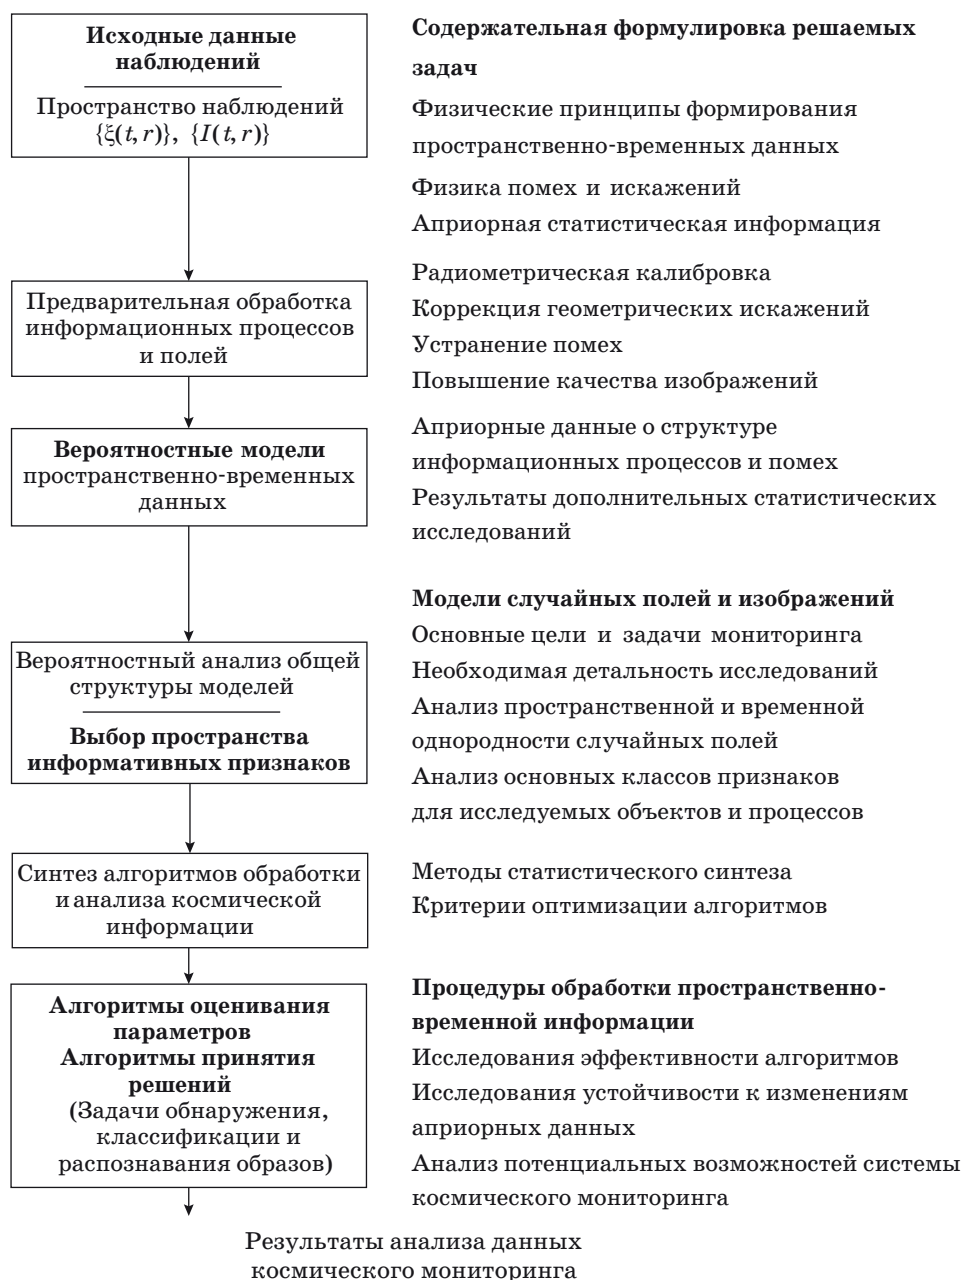 Исходные данные
наблюдений
Пространство наблюдений
{ξ(t, r)}, {I(t, r)}
Содержательная формулировка решаемых
задач
Физические принципы формирования
пространственно-временных данных
Физика помех и искажений
Априорная статистическая информация
Предварительная обработка
информационных процессов
и полей
Радиометрическая калибровка
Коррекция геометрических искажений
Устранение помех
Повышение качества изображений
Вероятностные модели
пространственно-временных
данных
Априорные данные о структуре
информационных процессов и помех
Результаты дополнительных статистических
исследований
Вероятностный анализ общей
структуры моделей
Выбор пространства
информативных признаков
Модели случайных полей и изображений
Основные цели и задачи мониторинга
Необходимая детальность исследований
Анализ пространственной и временной
однородности случайных полей
Анализ основных классов признаков
для исследуемых объектов и процессов
Синтез алгоритмов обработки
и анализа космической
информации
Методы статистического синтеза
Критерии оптимизации алгоритмов
Алгоритмы оценивания
параметров
Алгоритмы принятия
решений
(Задачи обнаружения,
классификации и
распознавания образов)
Процедуры обработки пространственно-
временной информации
Исследования эффективности алгоритмов
Исследования устойчивости к изменениям
априорных данных
Анализ потенциальных возможностей системы
космического мониторинга
Результаты анализа данных
космического мониторинга